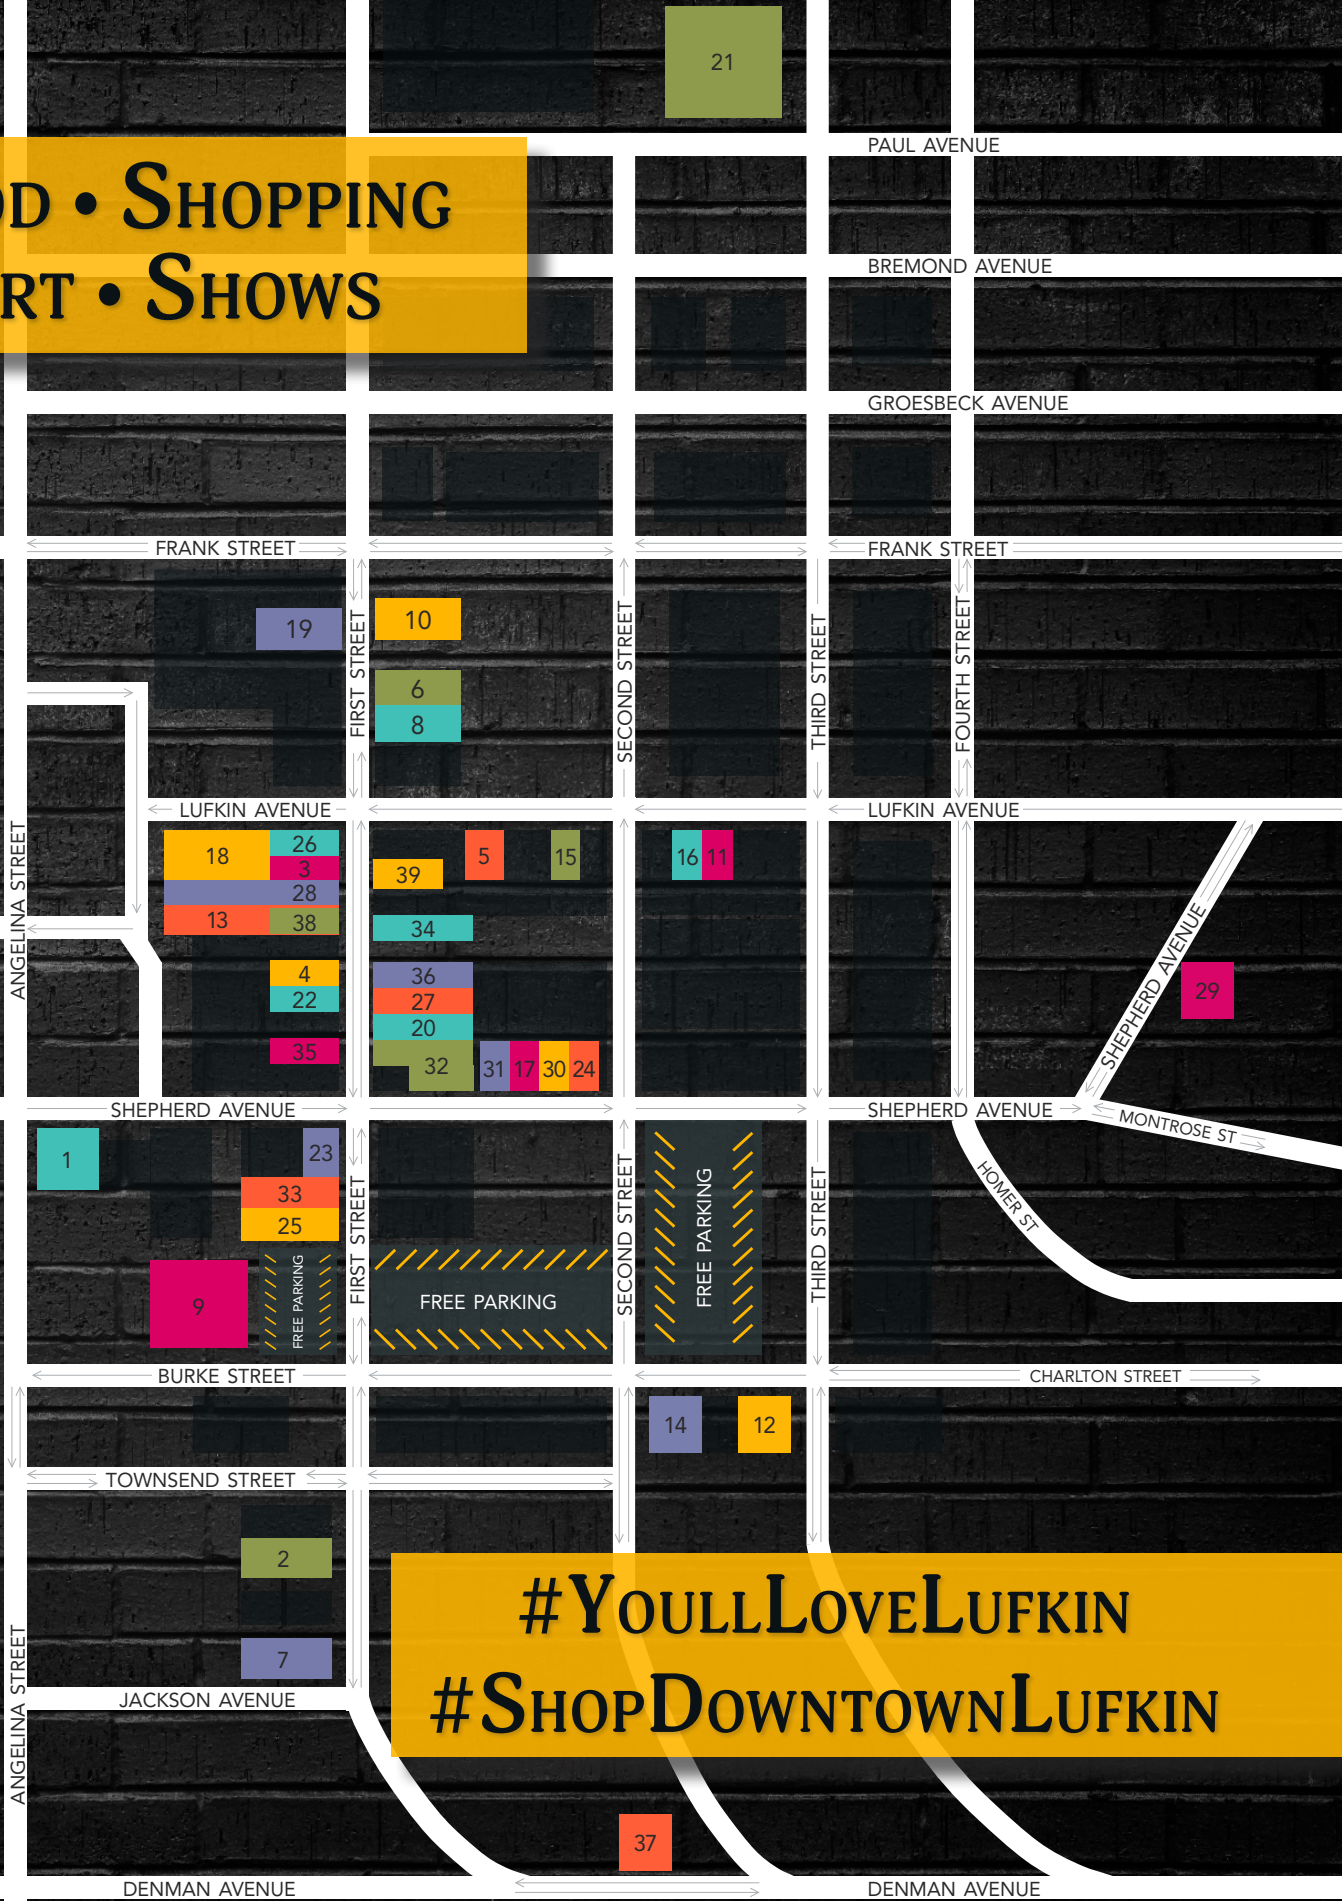 21
PAUL AVENUE
OD • SHOPPING
BREMOND AVENUE
RT • SHOWS
GROESBECK AVENUE
FRANK STREET
FRANK STREET
19
10
FIRST STREET
SECOND STREET
THIRD STREET
FOURTH STREET
6
8
LUFKIN AVENUE
LUFKIN AVENUE
ANGELINA STREET
18
26
3
28
13
38
39
5
15
16
11
34
4
22
36
27
20
35
32
31
17
30
24
SHEPHERD AVENUE
29
SHEPHERD AVENUE
SHEPHERD AVENUE
MONTROSE ST
HOMER ST
1
23
33
25
9
FREE PARKING
FIRST STREET
FREE PARKING
SECOND STREET
FREE PARKING
THIRD STREET
BURKE STREET
CHARLTON STREET
14
12
TOWNSEND STREET
2
7
#YOULLLOVELUFKIN
#SHOPDOWNTOWNLUFKIN
ANGELINA STREET
JACKSON AVENUE
37
DENMAN AVENUE
DENMAN AVENUE